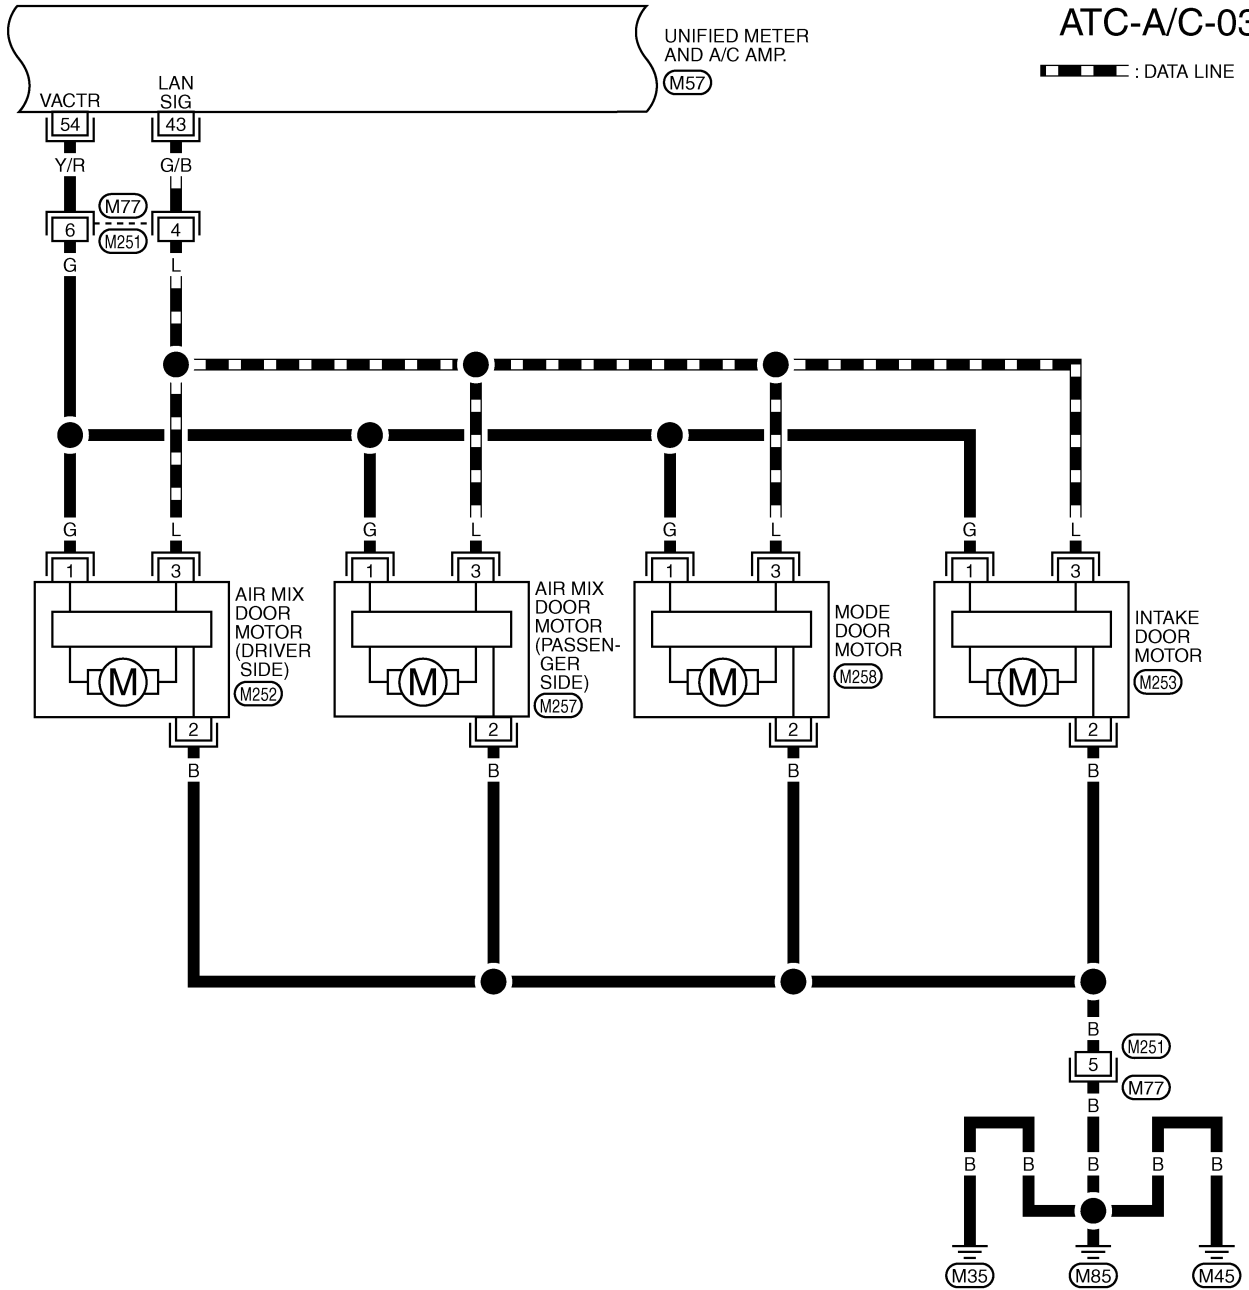 ATC-A/C-03
: DATA LINE
UNIFIED METER
AND A/C AMP.
M57
VACTR
LAN
SIG
54
43
Y/R
G/B
M77
6
4
M251
G
L
G
L
G
L
G
L
G
L
1
3
1
3
1
3
1
3
AIR MIX
DOOR
MOTOR
(DRIVER
SIDE)
M252
M
2
AIR MIX
DOOR
MOTOR
(PASSEN-
GER
SIDE)
M257
M
2
MODE
DOOR
MOTOR
M258
M
2
INTAKE
DOOR
MOTOR
M253
M
2
B
B
B
B
B
M251
5
M77
B
B
B
B
B
B
M35
M85
M45